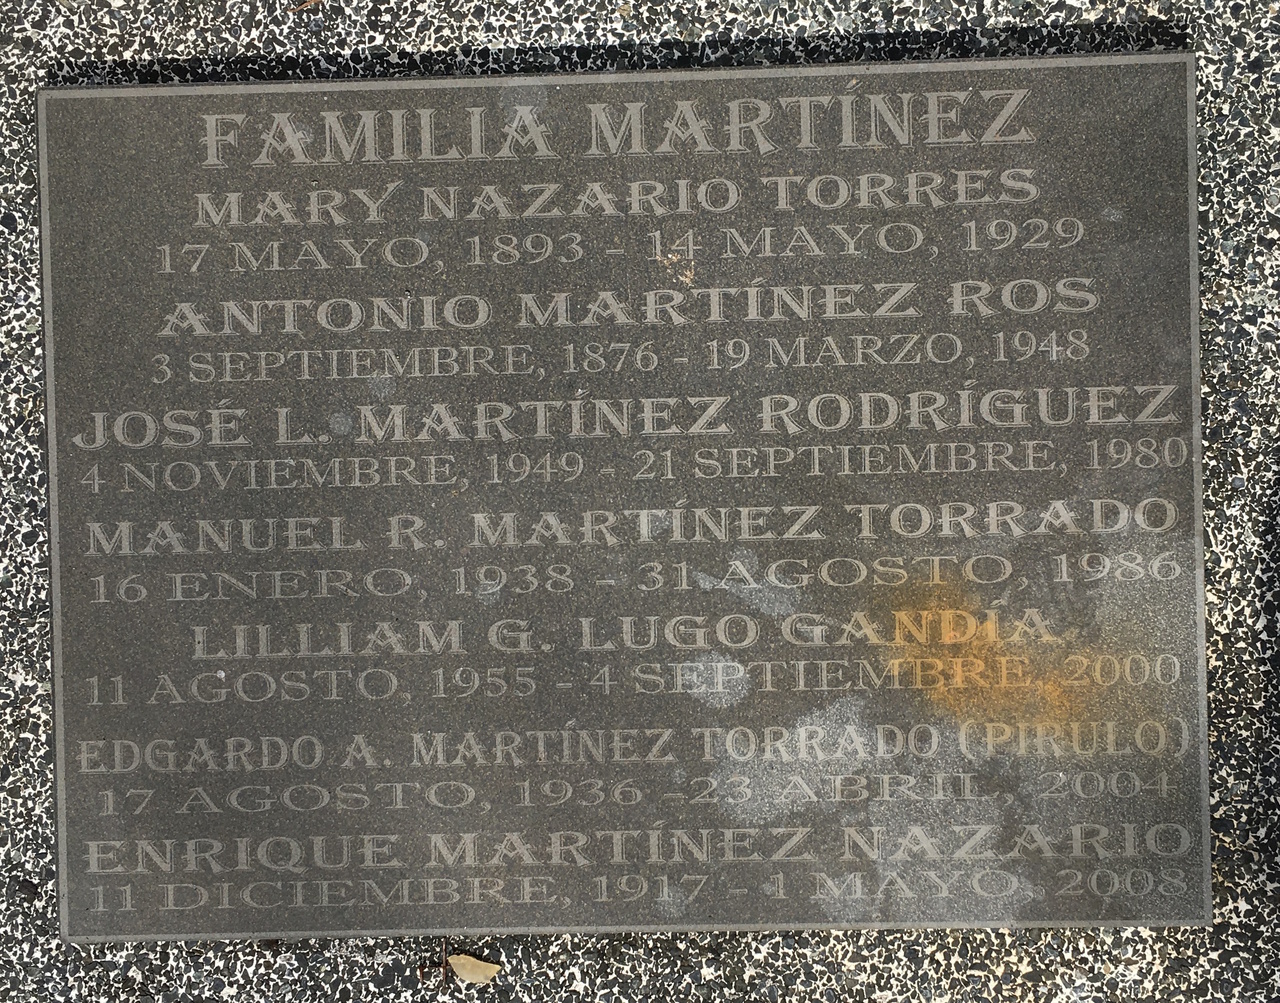 FAMILIA MARTÍNEZ
MARY NAZARIO TORRES
17 MAYO, 1893 - 14 MAYO, 1929
ANTONIO MARTÍNEZ ROS
3 SEPTIEMBRE, 1876 - 19 MARZO, 1948
JOSÉ L. MARTÍNEZ RODRÍGUEZ
4 NOVIEMBRE, 1949 - 21 SEPTIEMBRE, 1980
MANUEL R. MARTÍNEZ TORRADO
16 ENERO, 1938 - 31 AGOSTO, 1986
LILLIAM G. LUGO GANDÍA
11 AGOSTO, 1955 - 4 SEPTIEMBRE, 2000
EDGARDO A. MARTÍNEZ TORRADO (PIRULO)
17 AGOSTO, 1936 -23 ABRIL, 2004
ENRIQUE MARTÍNEZ NAZARIO
11 DICIEMBRE, 1917 - 1 MAYO, 2008